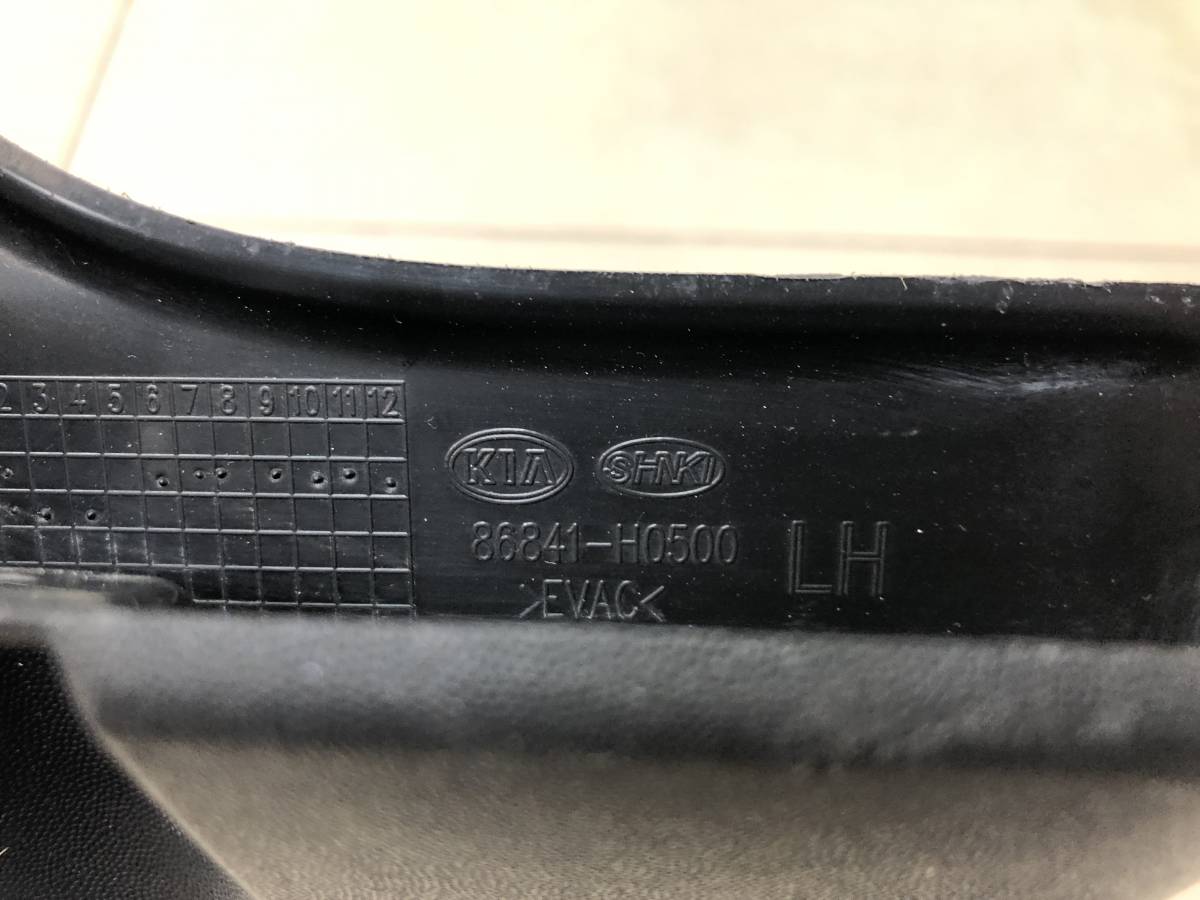 2 3 4 5 6 7 8 9 10 11 12
KIA SHNKI
86841-H0500 LH
>EVAC<